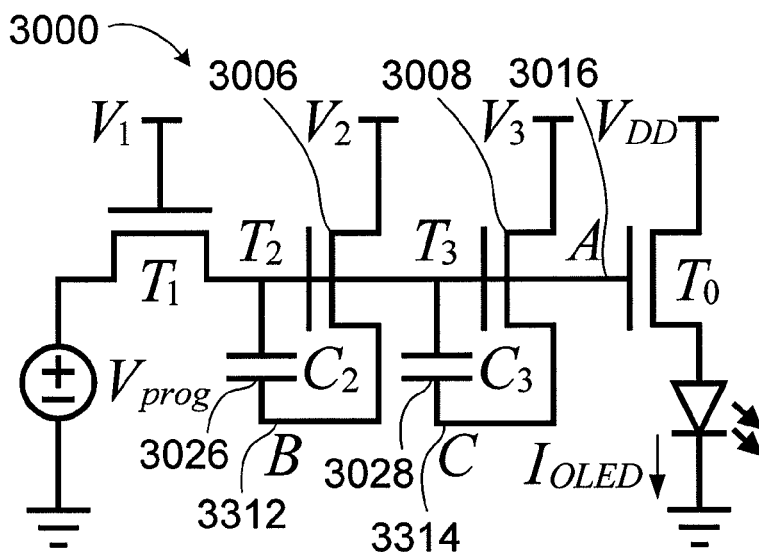 3000
3006
3008
3016
V1
V2
V3
VDD
T2
T3
A
T1
T0
Vprog
C2
C3
3026
B
3028
C
IOLED
3312
3314